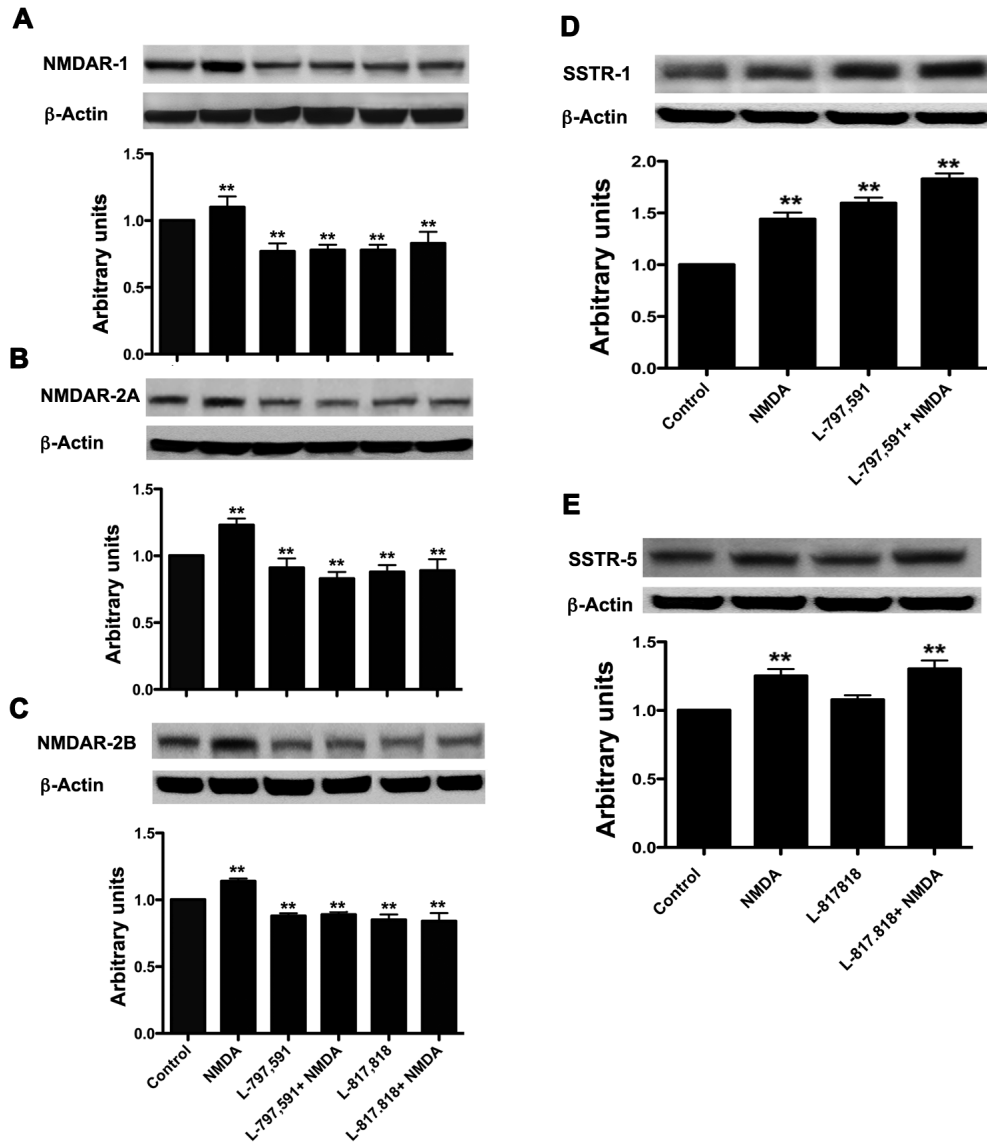 A
NMDAR-1
β-Actin
1.5
1.0
0.5
0.0
Arbitrary units
**
**
**
**
**
B
NMDAR-2A
β-Actin
1.5
1.0
0.5
0.0
Arbitrary units
**
**
**
**
**
C
NMDAR-2B
β-Actin
1.5
1.0
0.5
0.0
Arbitrary units
**
**
**
**
**
Control
NMDA
L-797,591
L-797,591+ NMDA
L-817,818
L-817.818+ NMDA
D
SSTR-1
β-Actin
2.0
1.5
1.0
0.5
0.0
Arbitrary units
**
**
**
Control
NMDA
L-797,591
L-797,591+ NMDA
E
SSTR-5
β-Actin
1.5
1.0
0.5
0.0
Arbitrary units
**
**
Control
NMDA
L-817818
L-817.818+ NMDA